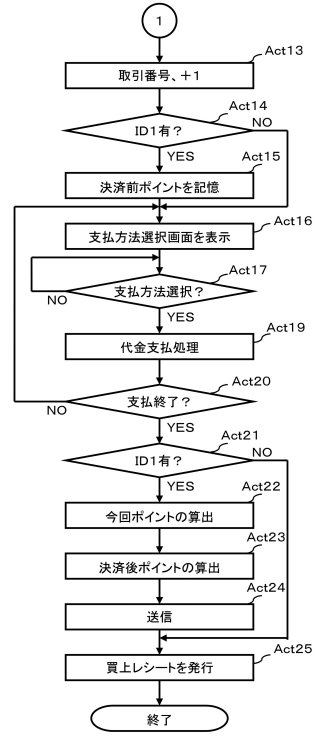 1
Act13
取引番号、＋1
Act14
ID1有？
NO
YES
Act15
決済前ポイントを記憶
Act16
支払方法選択画面を表示
Act17
支払方法選択？
NO
YES
Act19
代金支払処理
Act20
支払終了？
NO
YES
Act21
ID1有？
NO
YES
Act22
今回ポイントの算出
Act23
決済後ポイントの算出
Act24
送信
Act25
買上レシートを発行
終了